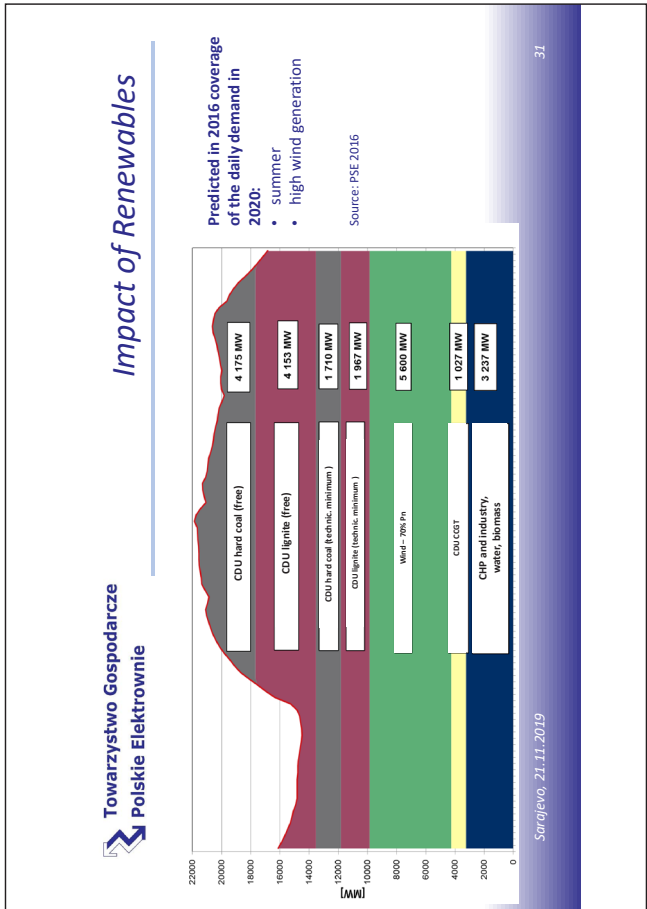 Towarzystwo Gospodarcze
Polskie Elektrownie
Impact of Renewables
22000
20000
18000
16000
14000
12000
10000
8000
6000
4000
2000
0
[MW]
CDU hard coal (free)
4 175 MW
CDU lignite (free)
4 153 MW
CDU hard coal (technic. minimum )
1 710 MW
CDU lignite (technic. minimum )
1 967 MW
Wind – 70% Pn
5 600 MW
CDU CCGT
1 027 MW
CHP and industry,
water, biomass
3 237 MW
Predicted in 2016 coverage
of the daily demand in
2020:
• summer
• high wind generation
Source: PSE 2016
Sarajevo, 21.11.2019
31